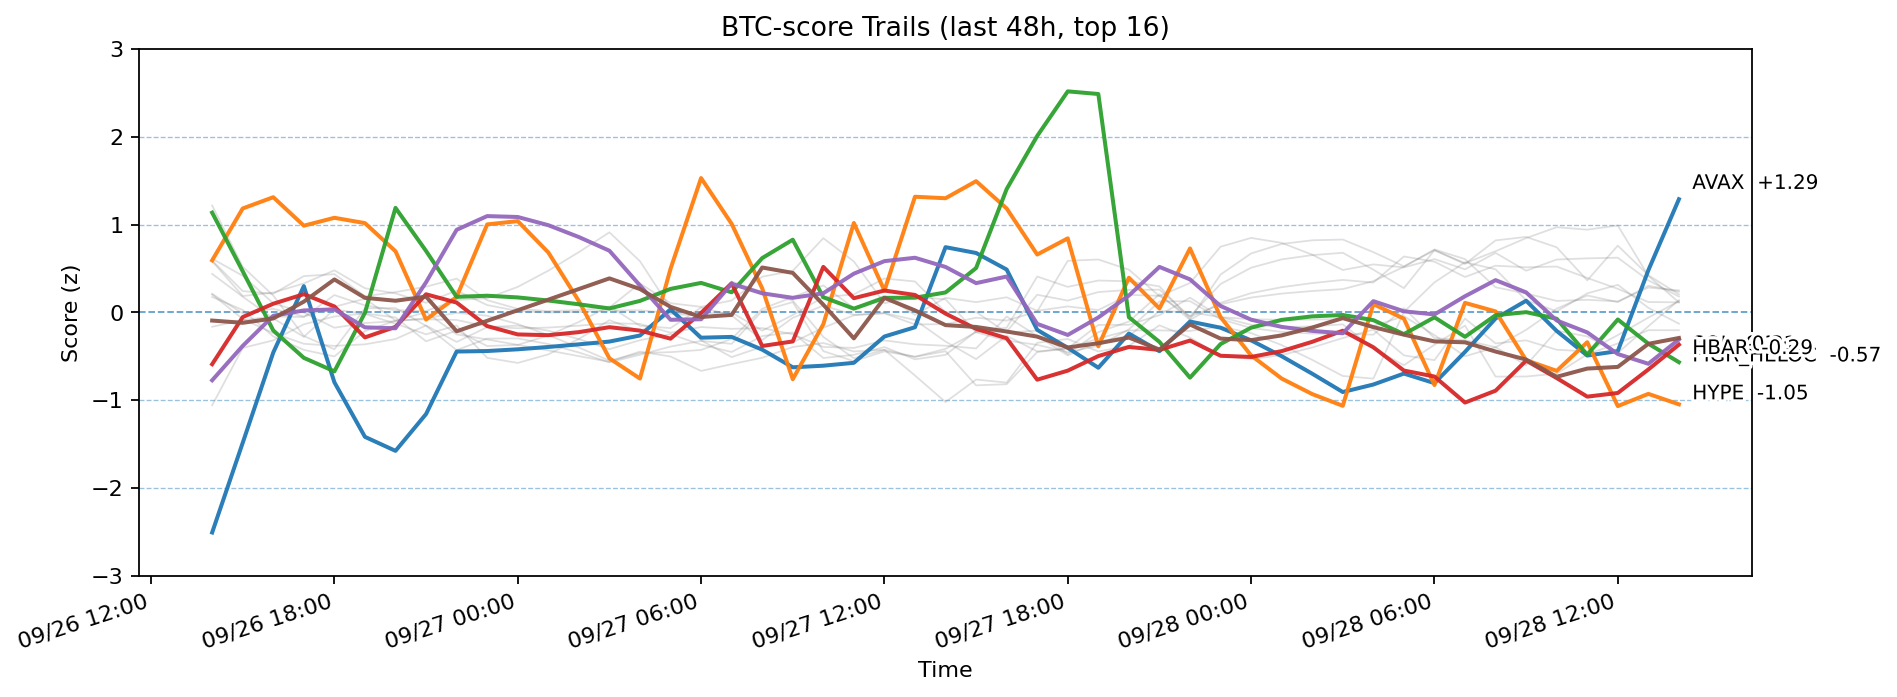 BTC-score Trails (last 48h, top 16)
Score (z)
3
2
1
0
−1
−2
−3
AVAX +1.29
HBAR -0.29
-0.57
HYPE -1.05
09/26 12:00
09/26 18:00
09/27 00:00
09/27 06:00
09/27 12:00
09/27 18:00
09/28 00:00
09/28 06:00
09/28 12:00
Time